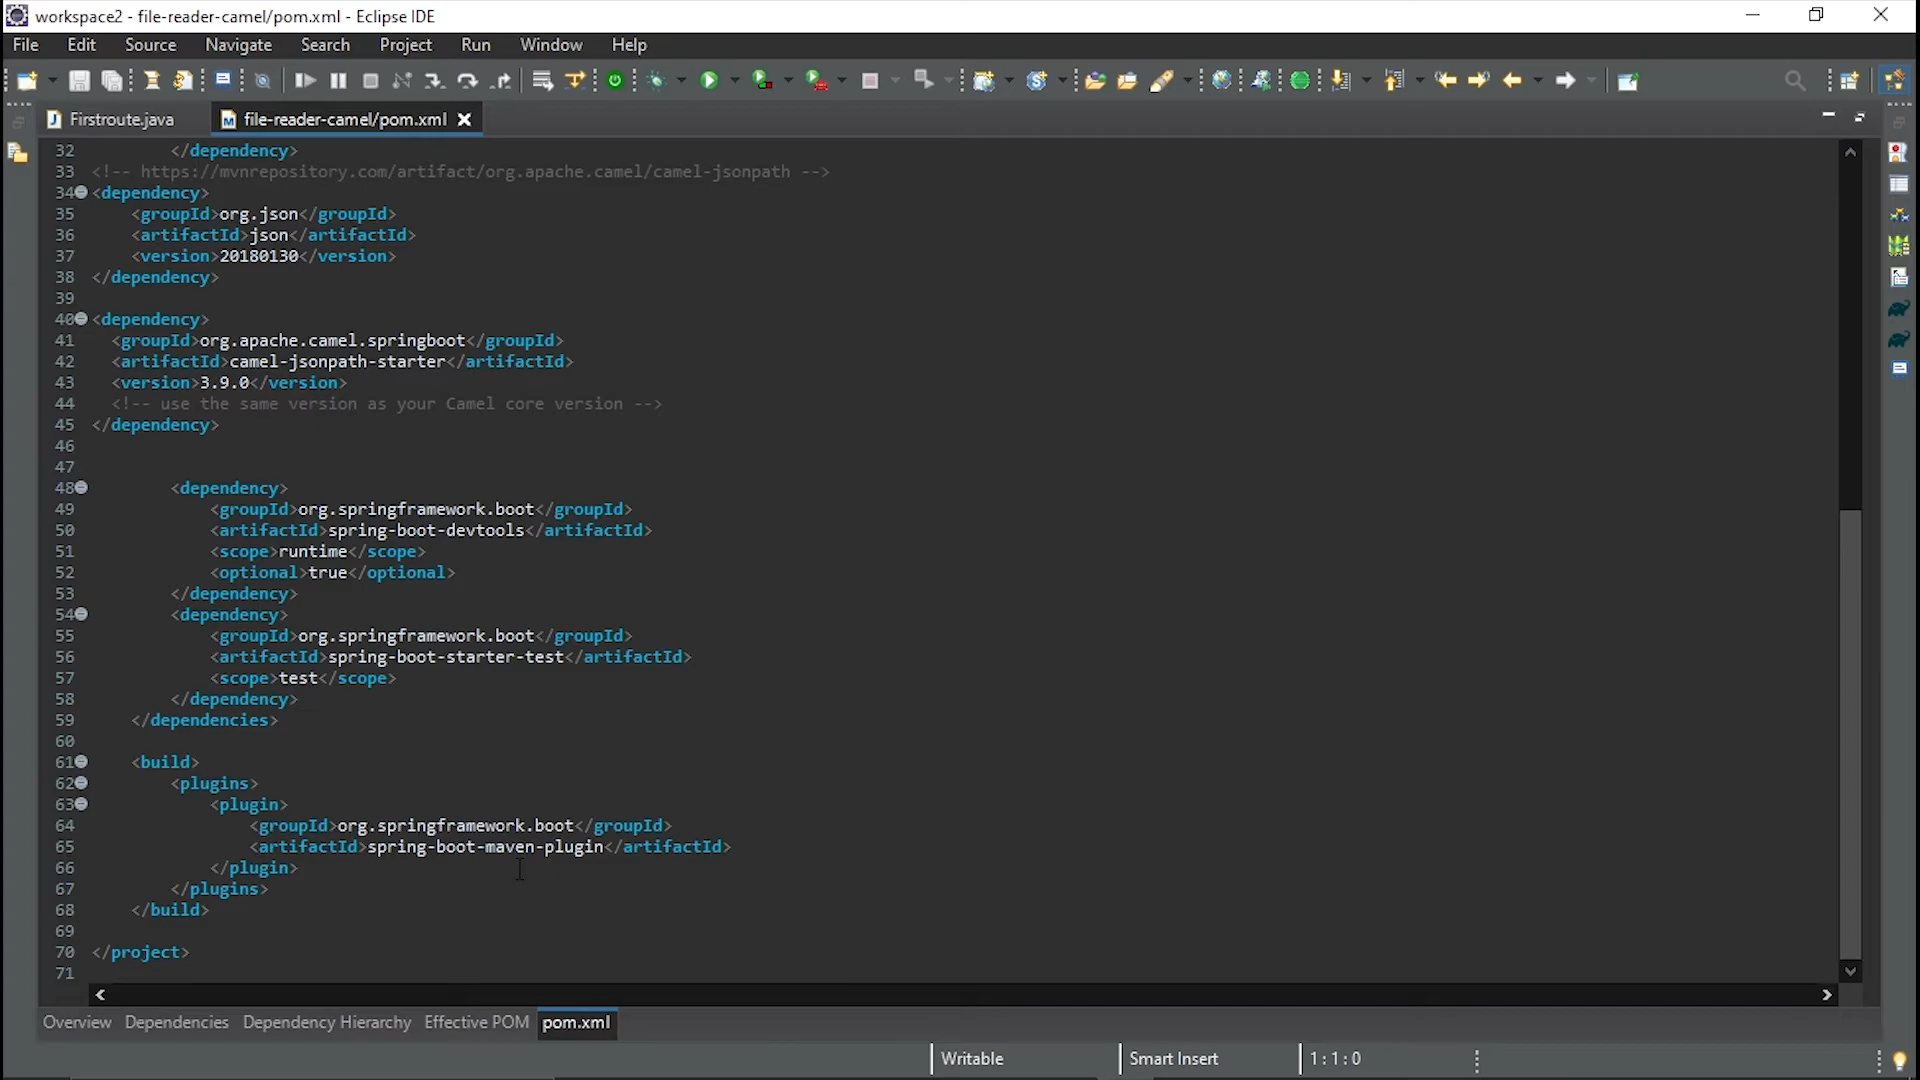 workspace2 - file-reader-camel/pom.xml - Eclipse IDE
File Edit Source Navigate Search Project Run Window Help
Firstroute.java file-reader-camel/pom.xml
32 </dependency>
33 <!-- https://mvnrepository.com/artifact/org.apache.camel/camel-jsonpath -->
34 <dependency>
35 <groupId>org.json</groupId>
36 <artifactId>json</artifactId>
37 <version>20180130</version>
38 </dependency>
39
40 <dependency>
41 <groupId>org.apache.camel.springboot</groupId>
42 <artifactId>camel-jsonpath-starter</artifactId>
43 <version>3.9.0</version>
44 <!-- use the same version as your Camel core version -->
45 </dependency>
46
47
48 <dependency>
49 <groupId>org.springframework.boot</groupId>
50 <artifactId>spring-boot-devtools</artifactId>
51 <scope>runtime</scope>
52 <optional>true</optional>
53 </dependency>
54 <dependency>
55 <groupId>org.springframework.boot</groupId>
56 <artifactId>spring-boot-starter-test</artifactId>
57 <scope>test</scope>
58 </dependency>
59 </dependencies>
60
61 <build>
62 <plugins>
63 <plugin>
64 <groupId>org.springframework.boot</groupId>
65 <artifactId>spring-boot-maven-plugin</artifactId>
66 </plugin>
67 </plugins>
68 </build>
69
70 </project>
71
Overview Dependencies Dependency Hierarchy Effective POM pom.xml
Writable Smart Insert 1 : 1 : 0